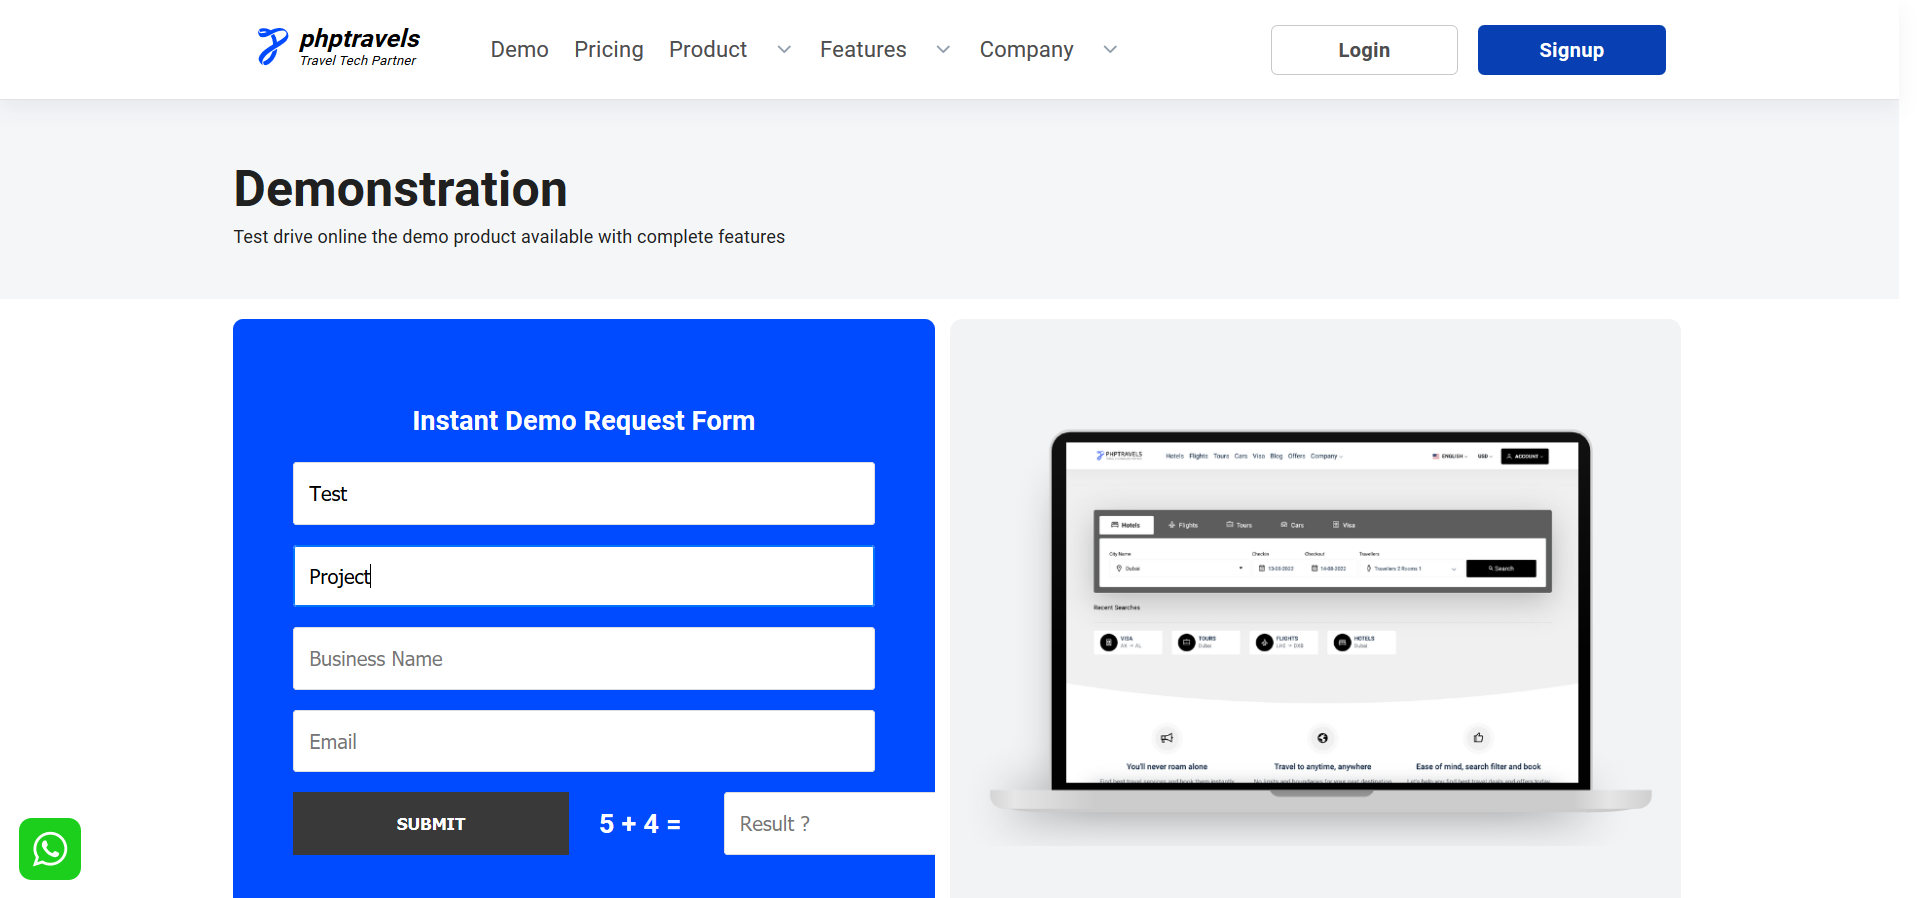 phptravels
Travel Tech Partner
Demo Pricing Product Features Company
Login
Signup
Demonstration
Test drive online the demo product available with complete features
Instant Demo Request Form
Test
Project
Business Name
Email
SUBMIT
5 + 4 =
Result ?
PHPTRAVELS
Hotels Flights Tours Cars Visa Blog Offers Company
ENGLISH USD ACCOUNT
Hotels Flights Tours Cars Visa
City Name Checkin Checkout Travellers
Dubai 13-08-2022 14-08-2022 Travellers 2 Rooms 1 Search
Recent Searches
VISA TOURS FLIGHTS HOTELS
Dubai Dubai
You'll never roam alone Travel to anytime, anywhere Ease of mind, search filter and book